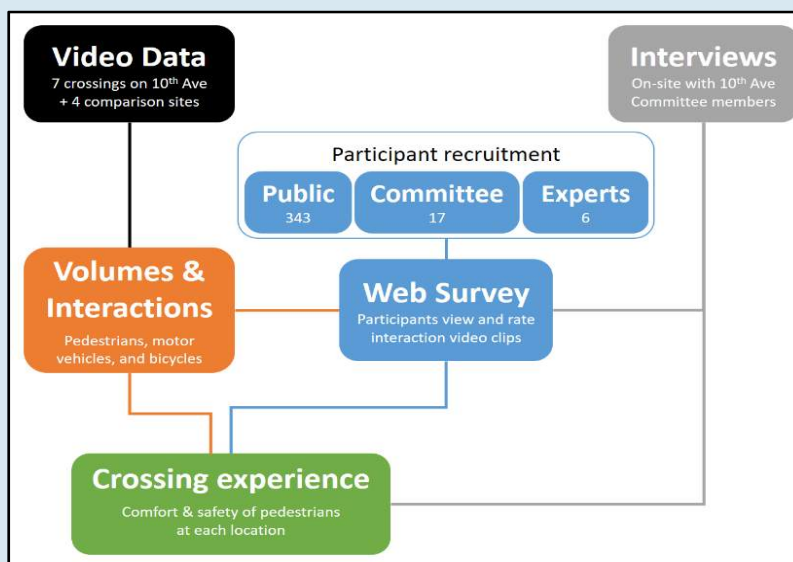 Video Data
7 crossings on 10th Ave
+ 4 comparison sites
Interviews
On-site with 10th Ave
Committee members
Participant recruitment
Public
343
Committee
17
Experts
6
Volumes &
Interactions
Pedestrians, motor
vehicles, and bicycles
Web Survey
Participants view and rate
interaction video clips
Crossing experience
Comfort & safety of pedestrians
at each location